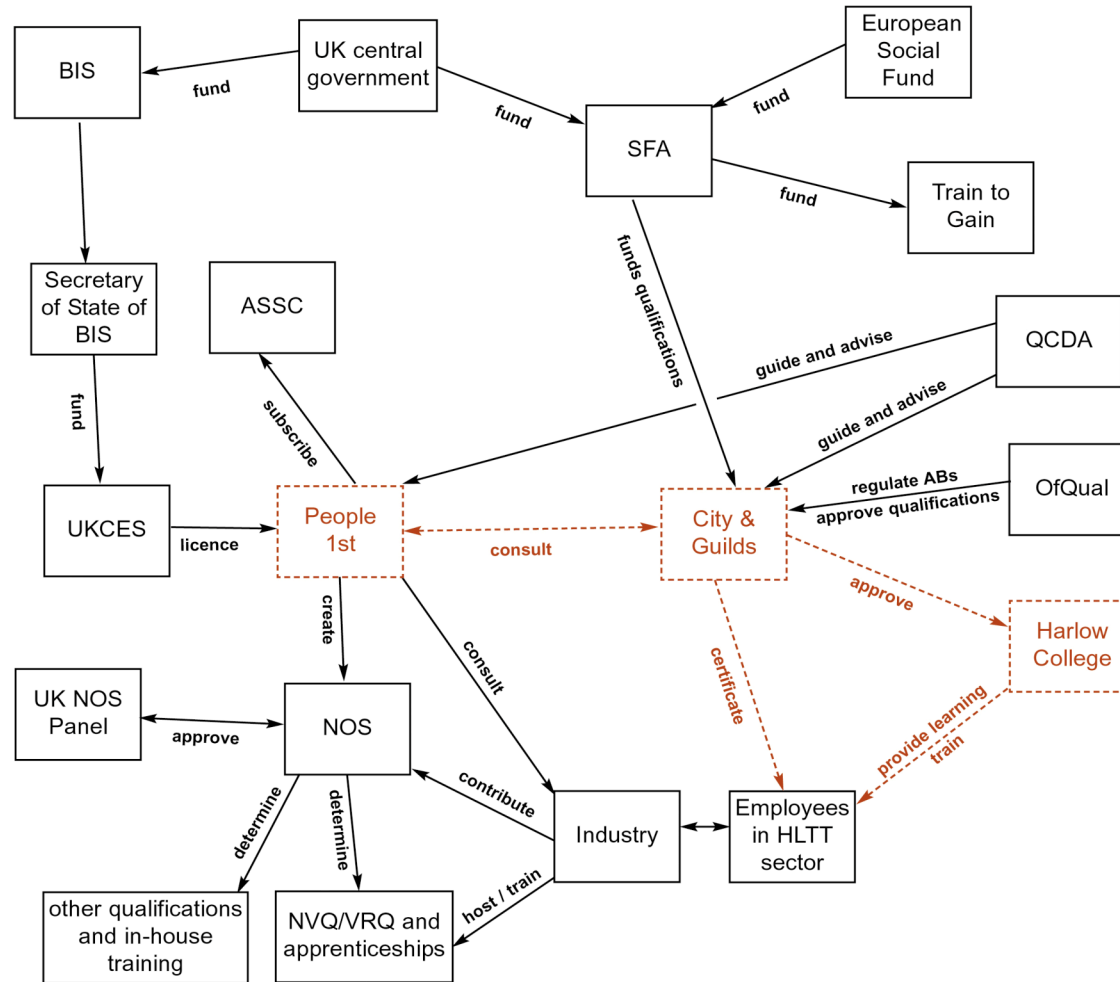 BIS
UK central
government
European
Social
Fund
fund
fund
fund
SFA
fund
Train to
Gain
Secretary
of State of
BIS
ASSC
funds qualifications
QCDA
guide and advise
guide and advise
fund
subscribe
UKCES
licence
People
1st
consult
City &
Guilds
regulate ABs
approve qualifications
OfQual
approve
Harlow
College
create
consult
certificate
provide learning
train
UK NOS
Panel
approve
NOS
contribute
determine
determine
Industry
Employees
in HLTT
sector
host / train
other qualifications
and in-house
training
NVQ/VRQ and
apprenticeships